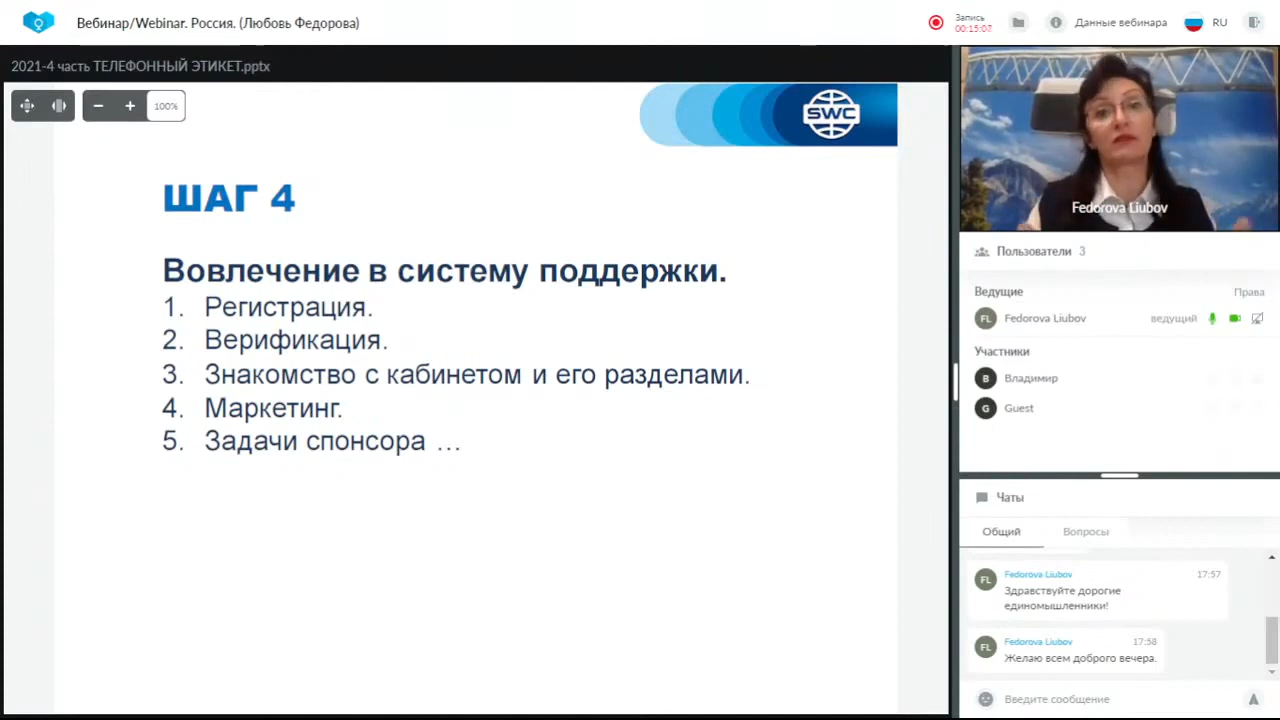 Вебинар/Webinar. Россия. (Любовь Федорова)
Запись
00:15:07
Данные вебинара
RU
2021-4 часть ТЕЛЕФОННЫЙ ЭТИКЕТ.pptx
100%
SWC
ШАГ 4
Вовлечение в систему поддержки.
1. Регистрация.
2. Верификация.
3. Знакомство с кабинетом и его разделами.
4. Маркетинг.
5. Задачи спонсора …
Fedorova Liubov
Пользователи 3
Ведущие Права
FL Fedorova Liubov ведущий
Участники
В Владимир
G Guest
Чаты
Общий Вопросы
FL Fedorova Liubov 17:57
Здравствуйте дорогие
единомышленники!
FL Fedorova Liubov 17:58
Желаю всем доброго вечера.
Введите сообщение